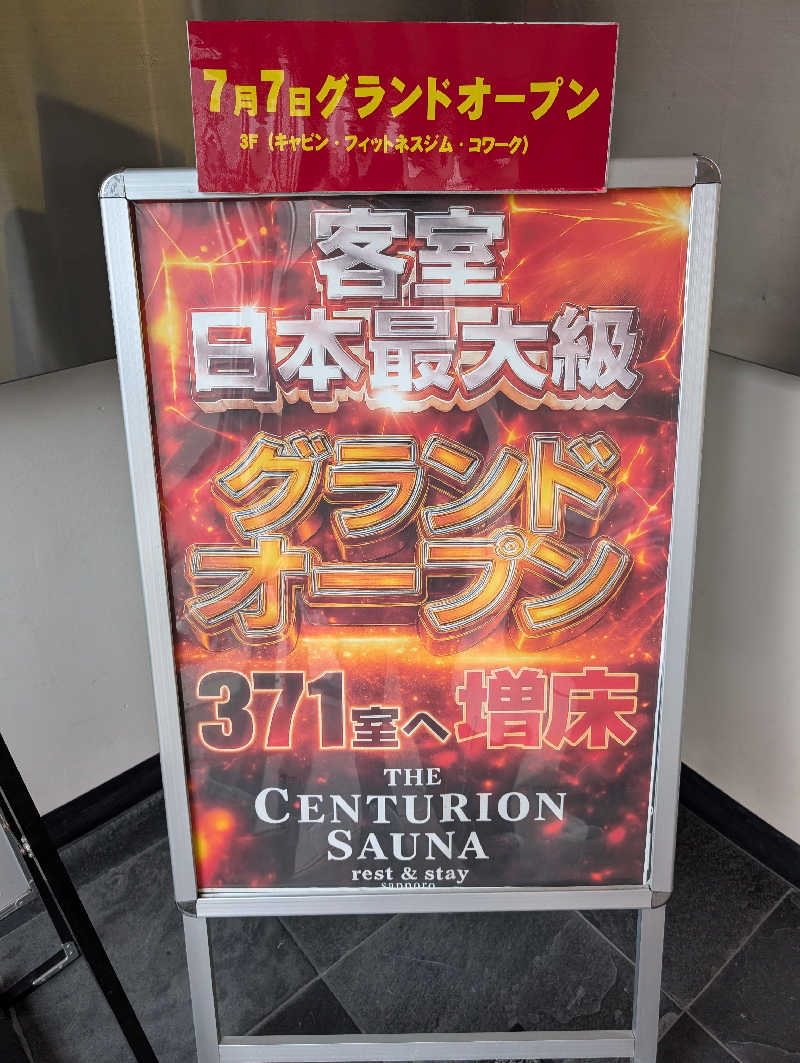 7月7日グランドオープン
3F（キャビン・フィットネスジム・コワーク）
客室
日本最大級
グランド
オープン
371室へ増床
THE
CENTURION
SAUNA
rest & stay
sapporo